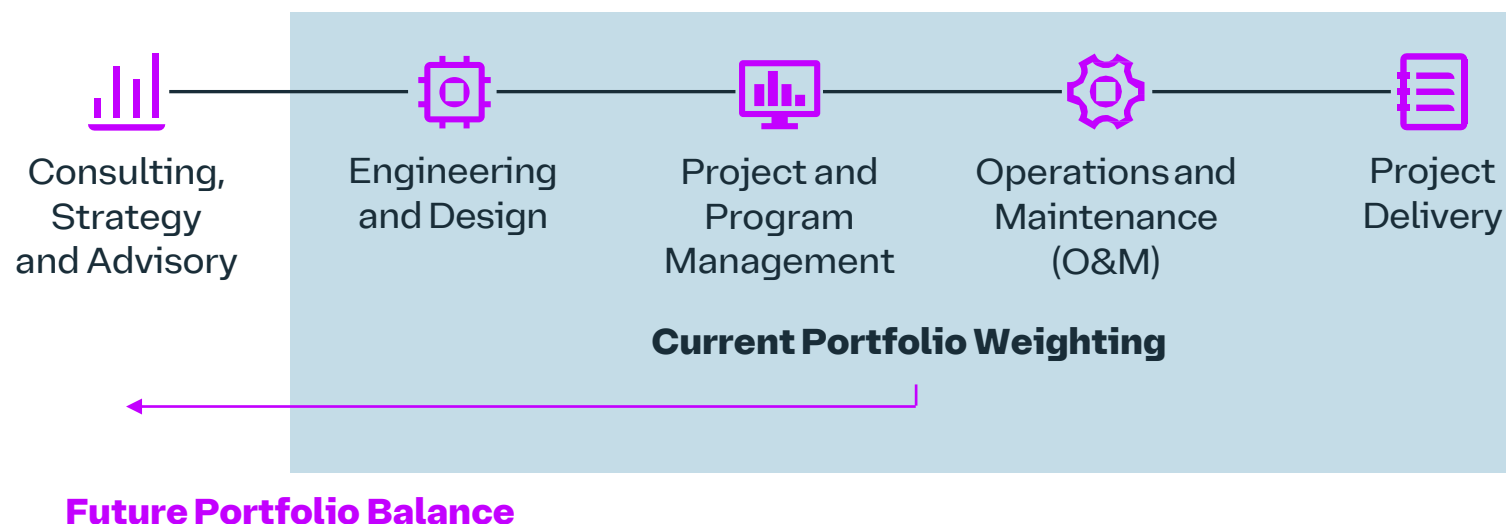 Consulting,
Strategy
and Advisory
Engineering
and Design
Project and
Program
Management
Operations and
Maintenance
(O&M)
Project
Delivery
Current Portfolio Weighting
Future Portfolio Balance